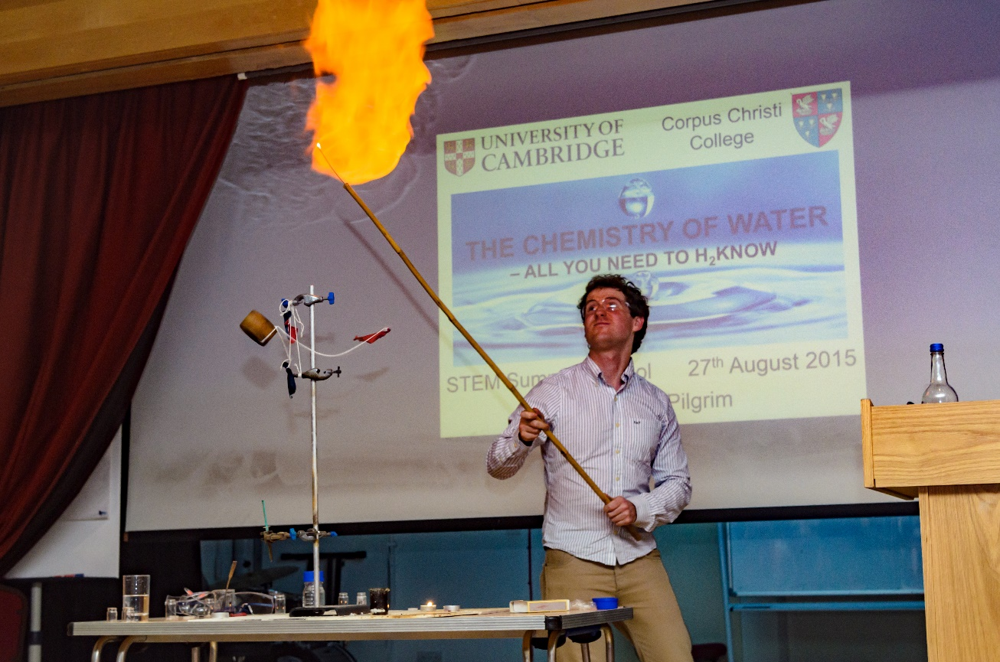 UNIVERSITY OF
CAMBRIDGE
Corpus Christi
College
THE CHEMISTRY OF WATER
– ALL YOU NEED TO H₂KNOW
STEM
27th August 2015
Pilgrim